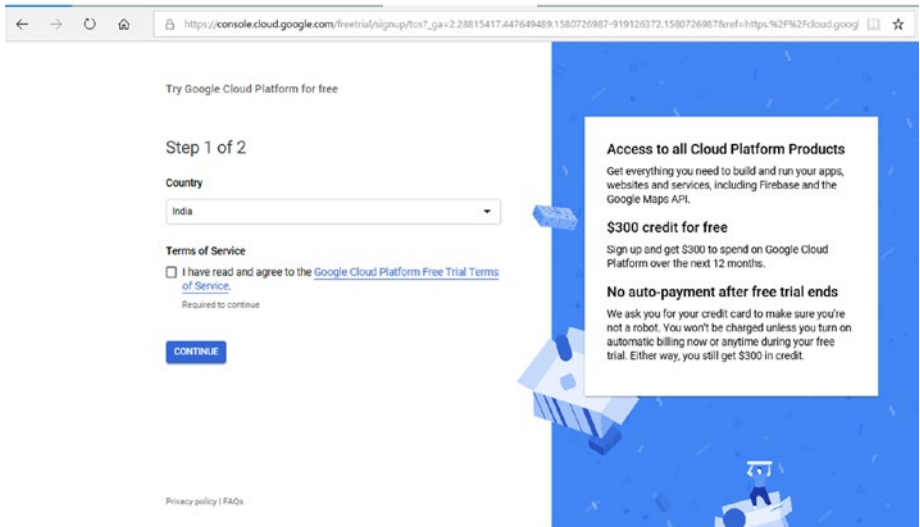 https://console.cloud.google.com/freetrial/signup/tos?_ga=2.28815417.447649489.1580726987-919126372.1580726987&ref=https:%2F%2Fcloud.googl
Try Google Cloud Platform for free
Step 1 of 2
Country
India
Terms of Service
I have read and agree to the Google Cloud Platform Free Trial Terms
of Service.
Required to continue
CONTINUE
Privacy policy | FAQs
Access to all Cloud Platform Products
Get everything you need to build and run your apps,
websites and services, including Firebase and the
Google Maps API.
$300 credit for free
Sign up and get $300 to spend on Google Cloud
Platform over the next 12 months.
No auto-payment after free trial ends
We ask you for your credit card to make sure you're
not a robot. You won't be charged unless you turn on
automatic billing now or anytime during your free
trial. Either way, you still get $300 in credit.